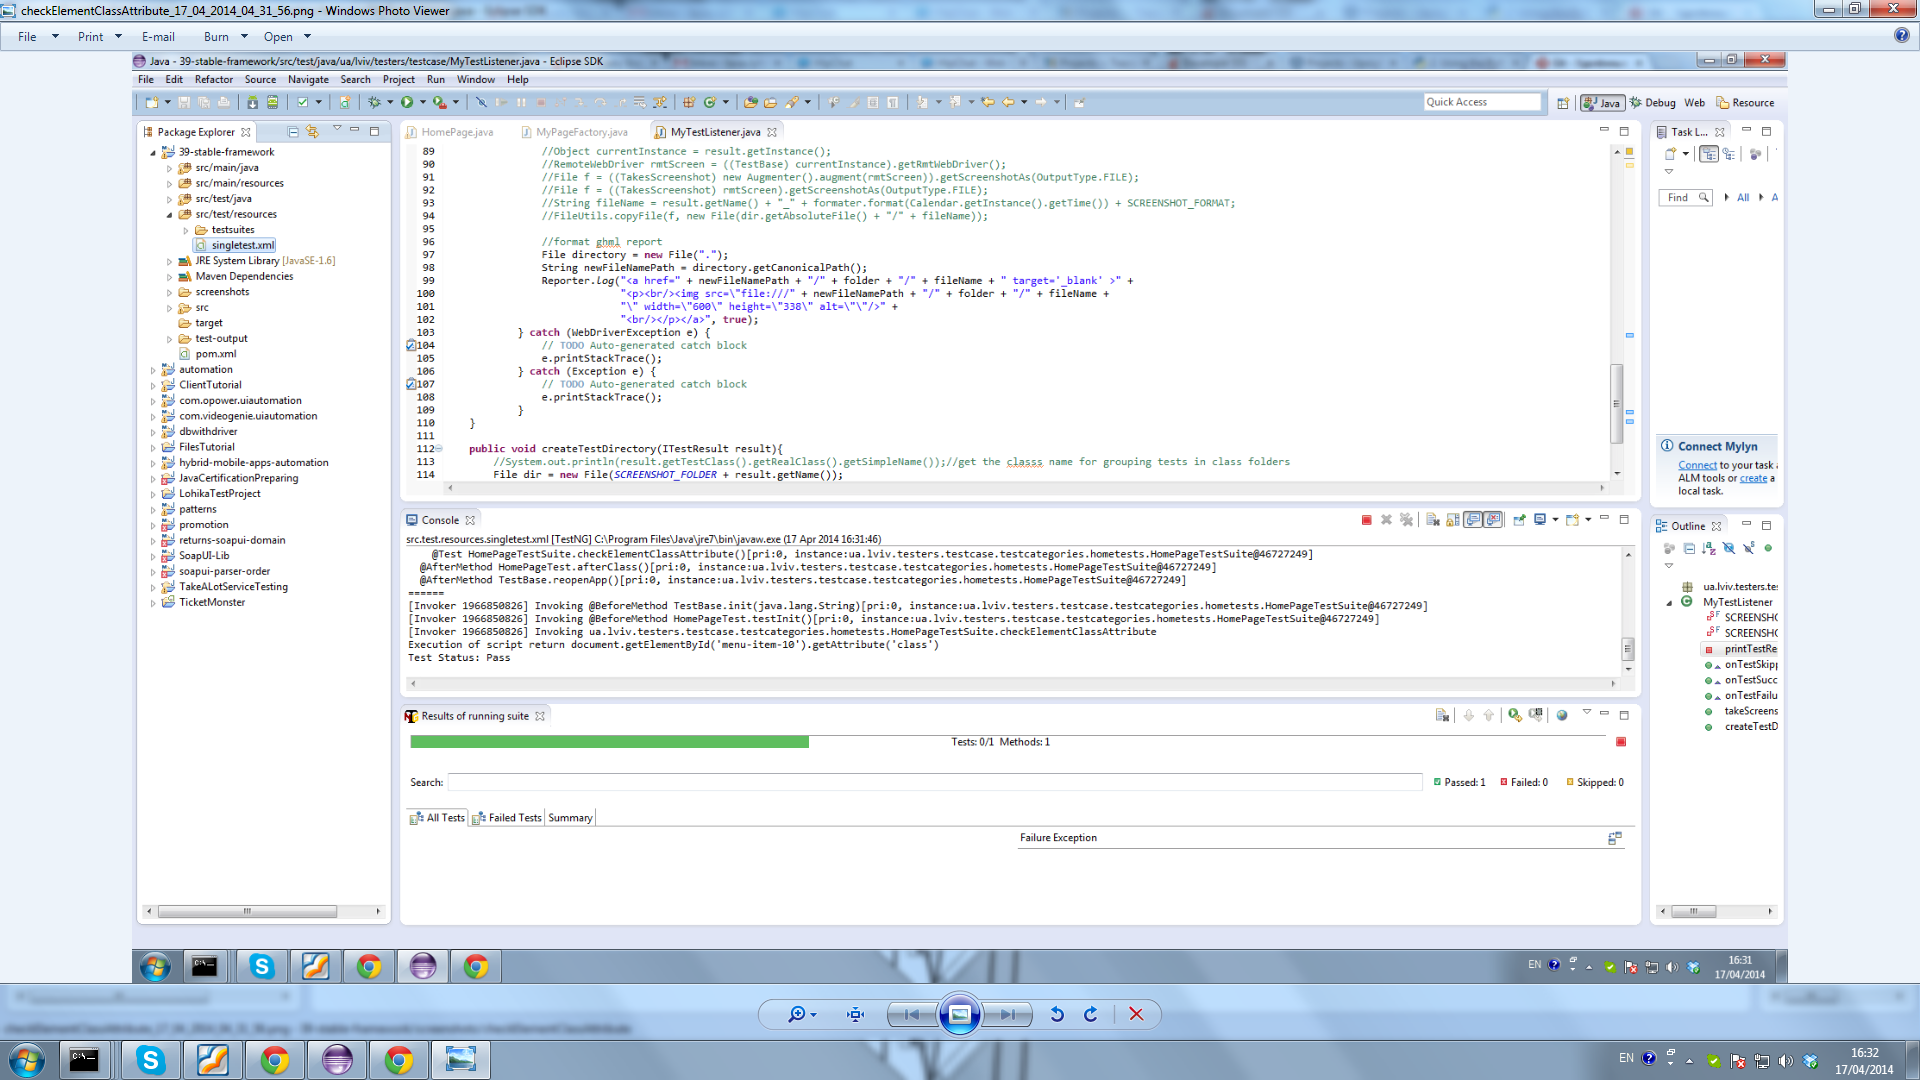 checkElementClassAttribute_17_04_2014_04_31_56.png - Windows Photo Viewer
File Print E-mail Burn Open
Java - 39-stable-framework/src/test/java/ua/lviv/testers/testcase/MyTestListener.java - Eclipse SDK
File Edit Refactor Source Navigate Search Project Run Window Help
Quick Access Java Debug Web Resource
Package Explorer
39-stable-framework
src/main/java
src/main/resources
src/test/java
src/test/resources
testsuites
singletest.xml
JRE System Library [JavaSE-1.6]
Maven Dependencies
screenshots
src
target
test-output
pom.xml
automation
ClientTutorial
com.opower.uiautomation
com.videogenie.uiautomation
dbwithdriver
FilesTutorial
hybrid-mobile-apps-automation
JavaCertificationPreparing
LohikaTestProject
patterns
promotion
returns-soapui-domain
SoapUI-Lib
soapui-parser-order
TakeALotServiceTesting
TicketMonster
HomePage.java MyPageFactory.java MyTestListener.java
89 //Object currentInstance = result.getInstance();
90 //RemoteWebDriver rmtScreen = ((TestBase) currentInstance).getRmtWebDriver();
91 //File f = ((TakesScreenshot) new Augmenter().augment(rmtScreen)).getScreenshotAs(OutputType.FILE);
92 //File f = ((TakesScreenshot) rmtScreen).getScreenshotAs(OutputType.FILE);
93 //String fileName = result.getName() + "_" + formater.format(Calendar.getInstance().getTime()) + SCREENSHOT_FORMAT;
94 //FileUtils.copyFile(f, new File(dir.getAbsoluteFile() + "/" + fileName));
95
96 //format ghml report
97 File directory = new File(".");
98 String newFileNamePath = directory.getCanonicalPath();
99 Reporter.log("<a href=" + newFileNamePath + "/" + folder + "/" + fileName + " target='_blank' >" +
100 "<p><br/><img src=\"file:///" + newFileNamePath + "/" + folder + "/" + fileName +
101 "\" width=\"600\" height=\"338\" alt=\"\"/>" +
102 "<br/></p></a>", true);
103 } catch (WebDriverException e) {
104 // TODO Auto-generated catch block
105 e.printStackTrace();
106 } catch (Exception e) {
107 // TODO Auto-generated catch block
108 e.printStackTrace();
109 }
110 }
111
112 public void createTestDirectory(ITestResult result){
113 //System.out.println(result.getTestClass().getRealClass().getSimpleName());//get the classs name for grouping tests in class folders
114 File dir = new File(SCREENSHOT_FOLDER + result.getName());
Console
src.test.resources.singletest.xml [TestNG] C:\Program Files\Java\jre7\bin\javaw.exe (17 Apr 2014 16:31:46)
@Test HomePageTestSuite.checkElementClassAttribute()[pri:0, instance:ua.lviv.testers.testcase.testcategories.hometests.HomePageTestSuite@46727249]
@AfterMethod HomePageTest.afterClass()[pri:0, instance:ua.lviv.testers.testcase.testcategories.hometests.HomePageTestSuite@46727249]
@AfterMethod TestBase.reopenApp()[pri:0, instance:ua.lviv.testers.testcase.testcategories.hometests.HomePageTestSuite@46727249]
======
[Invoker 1966850826] Invoking @BeforeMethod TestBase.init(java.lang.String)[pri:0, instance:ua.lviv.testers.testcase.testcategories.hometests.HomePageTestSuite@46727249]
[Invoker 1966850826] Invoking @BeforeMethod HomePageTest.testInit()[pri:0, instance:ua.lviv.testers.testcase.testcategories.hometests.HomePageTestSuite@46727249]
[Invoker 1966850826] Invoking ua.lviv.testers.testcase.testcategories.hometests.HomePageTestSuite.checkElementClassAttribute
Execution of script return document.getElementById('menu-item-10').getAttribute('class')
Test Status: Pass
Results of running suite
Tests: 0/1 Methods: 1
Search: Passed: 1 Failed: 0 Skipped: 0
All Tests Failed Tests Summary
Failure Exception
Task L...
Find All A
Connect Mylyn
Connect to your task
ALM tools or create a
local task.
Outline
ua.lviv.testers.tes
MyTestListener
SCREENSHO
SCREENSHO
printTestRe
onTestSkip
onTestSucc
onTestFailu
takeScreens
createTestD
EN 16:31
17/04/2014
EN 16:32
17/04/2014